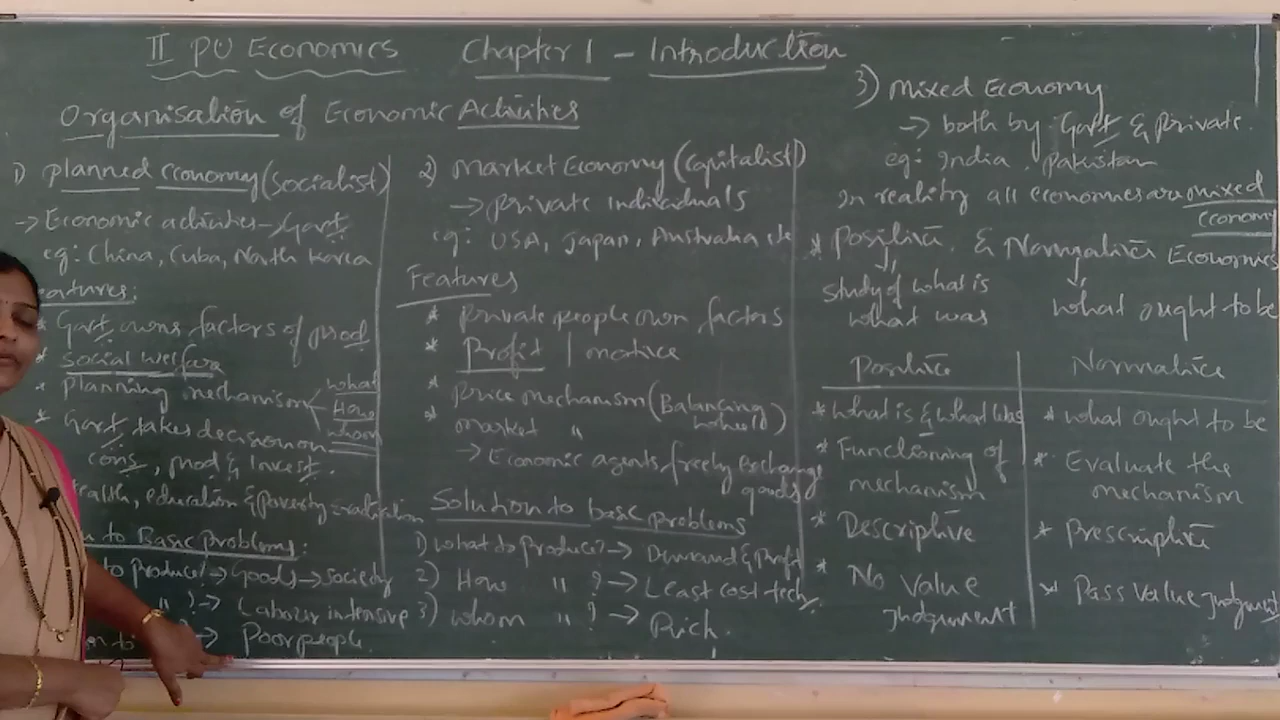 II PU Economics Chapter 1 - Introduction
Organisation of Economic Activities
1) Planned Economy (Socialist)
-> Economic activities - Govt.
eg: China, Cuba, North Korea
eatures:
* Govt. owns factors of prod
* Social welfare
* Planning mechanism < what
How
whom
* Govt. takes decision on
cons, prod & Invest.
ealth, education & poverty eradication
n to Basic problems:
to produce? -> Goods -> society
" ? -> Labour intensive
? -> Poor people.
2) Market Economy (Capitalist)
-> private individuals
eg: USA, Japan, Australia etc
Features
* Private people own factors
* Profit | motive
* Price mechanism (Balancing
wheel)
* market "
-> Economic agents freely exchange
goods
Solution to basic problems
1) What to produce? -> Demand & Profit
2) How " ? -> Least cost tech.
3) whom " ? -> Rich.
3) Mixed Economy
-> both by Govt & Private.
eg: India, Pakistan
In reality all economies are mixed
economy
* Positive & Normative Economics
study of what is
what was
what ought to be
Positive Normative
* What is & what was * what ought to be
* Functioning of
mechanism
* Evaluate the
mechanism
* Descriptive * Prescriptive
* No value
Judgement
* Pass value judgment